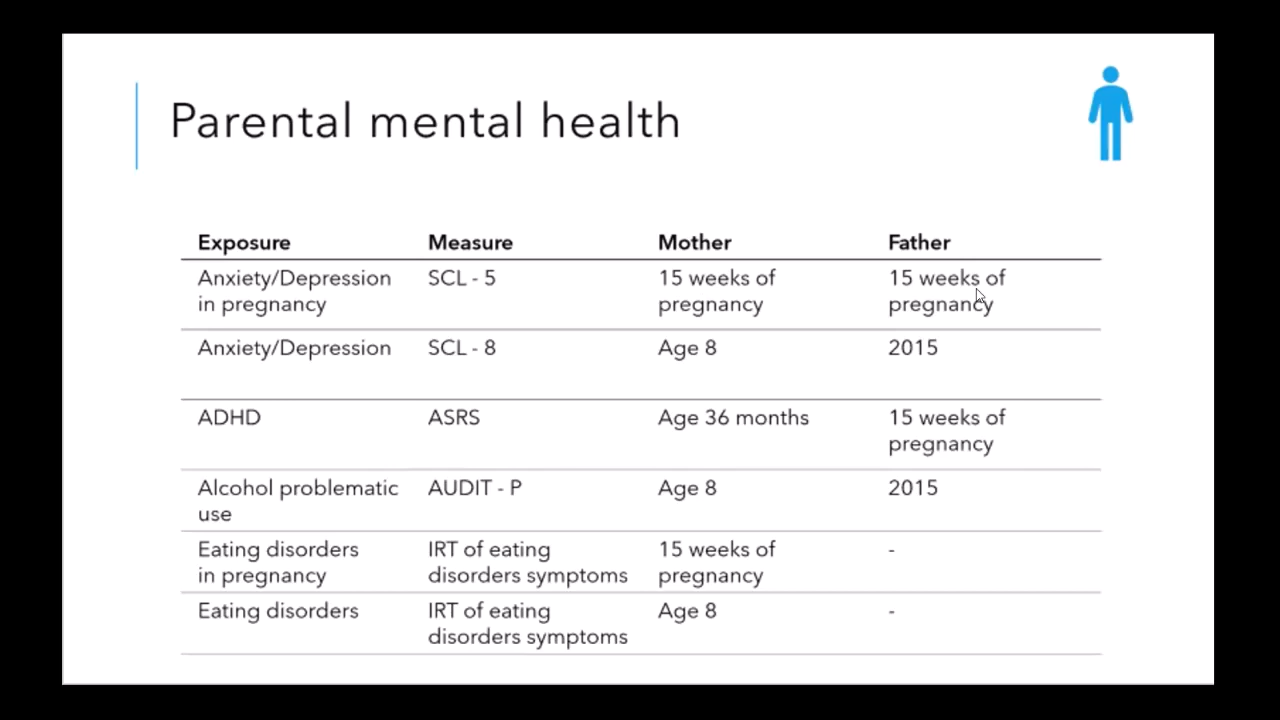 Parental mental health
Exposure Measure Mother Father
Anxiety/Depression in pregnancy SCL - 5 15 weeks of pregnancy 15 weeks of pregnancy
Anxiety/Depression SCL - 8 Age 8 2015
ADHD ASRS Age 36 months 15 weeks of pregnancy
Alcohol problematic use AUDIT - P Age 8 2015
Eating disorders in pregnancy IRT of eating disorders symptoms 15 weeks of pregnancy -
Eating disorders IRT of eating disorders symptoms Age 8 -